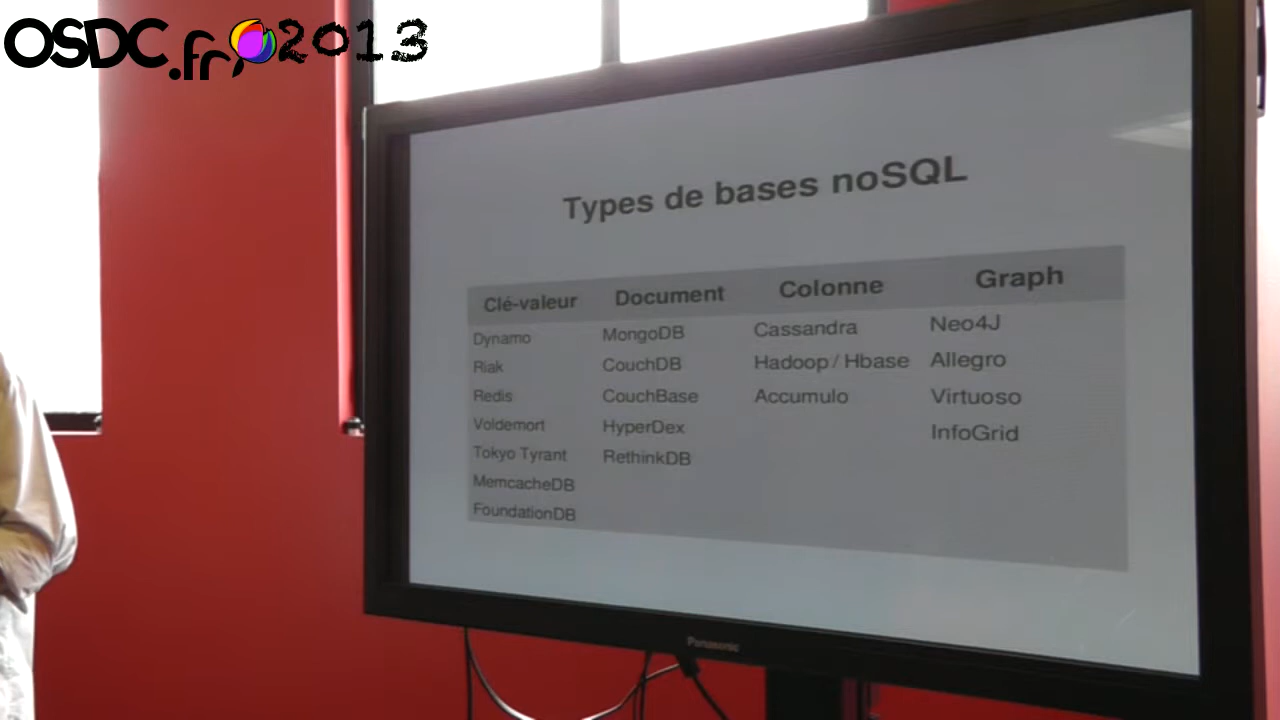 OSDC.fr 2013
Types de bases noSQL
Clé-valeur Document Colonne Graph
Dynamo MongoDB Cassandra Neo4J
Riak CouchDB Hadoop / Hbase Allegro
Redis CouchBase Accumulo Virtuoso
Voldemort HyperDex InfoGrid
Tokyo Tyrant RethinkDB
MemcacheDB
FoundationDB
Panasonic